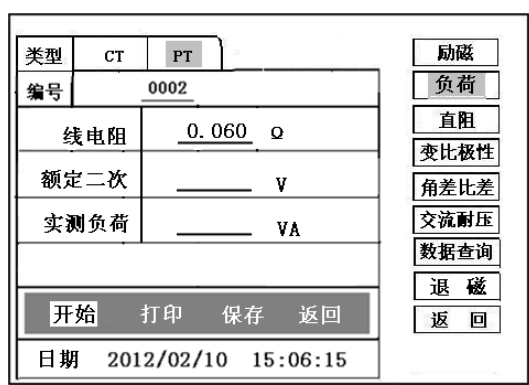 类型 CT PT
编号 0002
线电阻 0.060 Ω
额定二次 V
实测负荷 VA
开始 打印 保存 返回
日期 2012/02/10 15:06:15
励磁
负荷
直阻
变比极性
角差比差
交流耐压
数据查询
退 磁
返 回